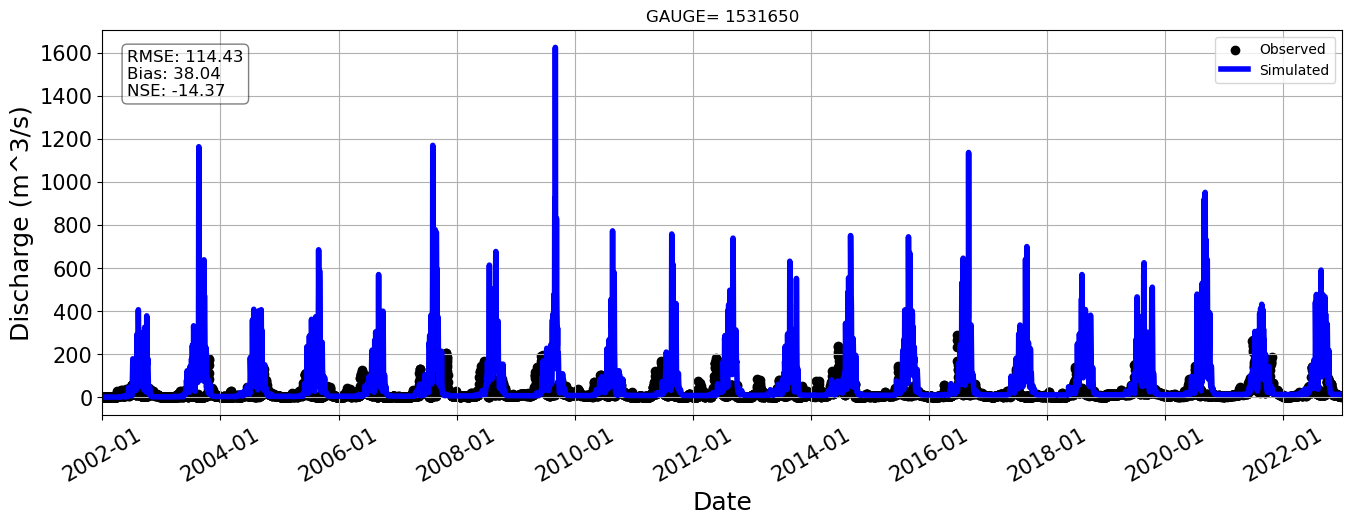 GAUGE= 1531650
RMSE: 114.43
Bias: 38.04
NSE: -14.37
Observed
Simulated
Discharge (m^3/s)
1600
1400
1200
1000
800
600
400
200
0
2002-01
2004-01
2006-01
2008-01
2010-01
2012-01
2014-01
2016-01
2018-01
2020-01
2022-01
Date